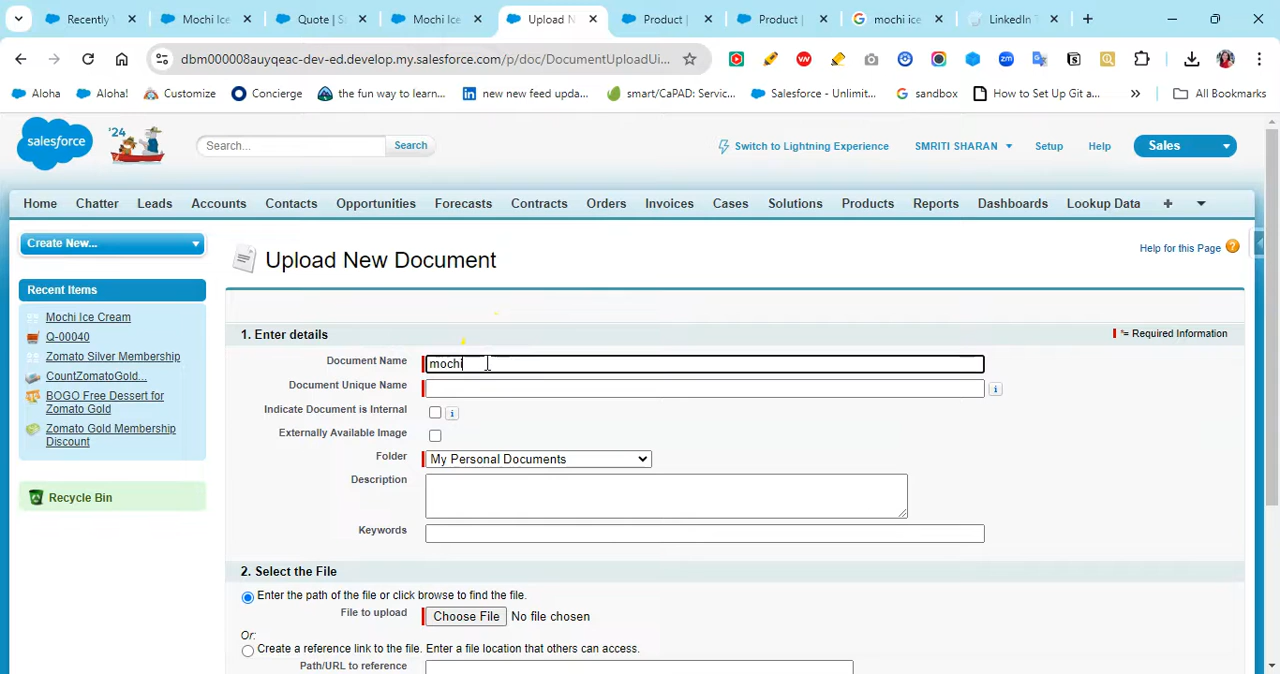 Recently
Mochi Ice
Quote | S
Mochi Ice
Upload N
Product |
Product |
mochi ice
LinkedIn
dbm000008auyqeac-dev-ed.develop.my.salesforce.com/p/doc/DocumentUploadUi...
Aloha
Aloha!
Customize
Concierge
the fun way to learn...
new new feed upda...
smart/CaPAD: Servic...
Salesforce - Unlimit...
sandbox
How to Set Up Git a...
All Bookmarks
salesforce
'24
Search...
Search
Switch to Lightning Experience
SMRITI SHARAN
Setup
Help
Sales
Home
Chatter
Leads
Accounts
Contacts
Opportunities
Forecasts
Contracts
Orders
Invoices
Cases
Solutions
Products
Reports
Dashboards
Lookup Data
Create New...
Recent Items
Mochi Ice Cream
Q-00040
Zomato Silver Membership
CountZomatoGold...
BOGO Free Dessert for
Zomato Gold
Zomato Gold Membership
Discount
Recycle Bin
Upload New Document
Help for this Page
1. Enter details
*= Required Information
Document Name
mochi
Document Unique Name
Indicate Document is Internal
Externally Available Image
Folder
My Personal Documents
Description
Keywords
2. Select the File
Enter the path of the file or click browse to find the file.
File to upload
Choose File No file chosen
Or:
Create a reference link to the file. Enter a file location that others can access.
Path/URL to reference